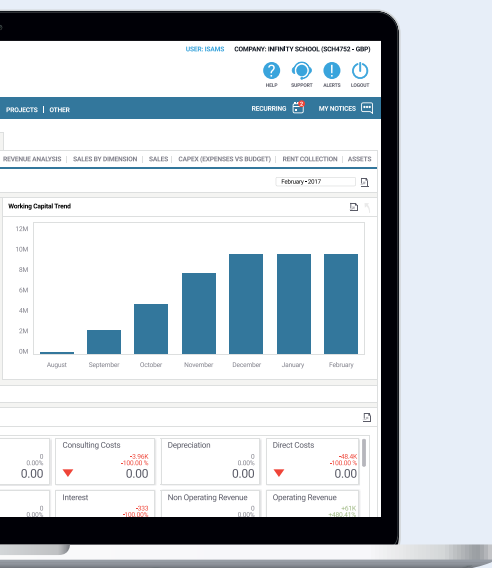 USER: ISAMS COMPANY: INFINITY SCHOOL (SCH4752 - GBP)
HELP SUPPORT ALERTS LOGOUT
PROJECTS | OTHER RECURRING 2 MY NOTICES
REVENUE ANALYSIS | SALES BY DIMENSION | SALES | CAPEX (EXPENSES VS BUDGET) | RENT COLLECTION | ASSETS
February - 2017
Working Capital Trend
12M
10M
8M
6M
4M
2M
0M
August September October November December January February
Consulting Costs Depreciation Direct Costs
0 -3.96K 0 -48.4K
0.00% -100.00 % 0.00% -100.00 %
0.00 0.00 0.00 0.00
Interest Non Operating Revenue Operating Revenue
0 -333 0 +61K
0.00% -100.00% 0.00% +480.41%